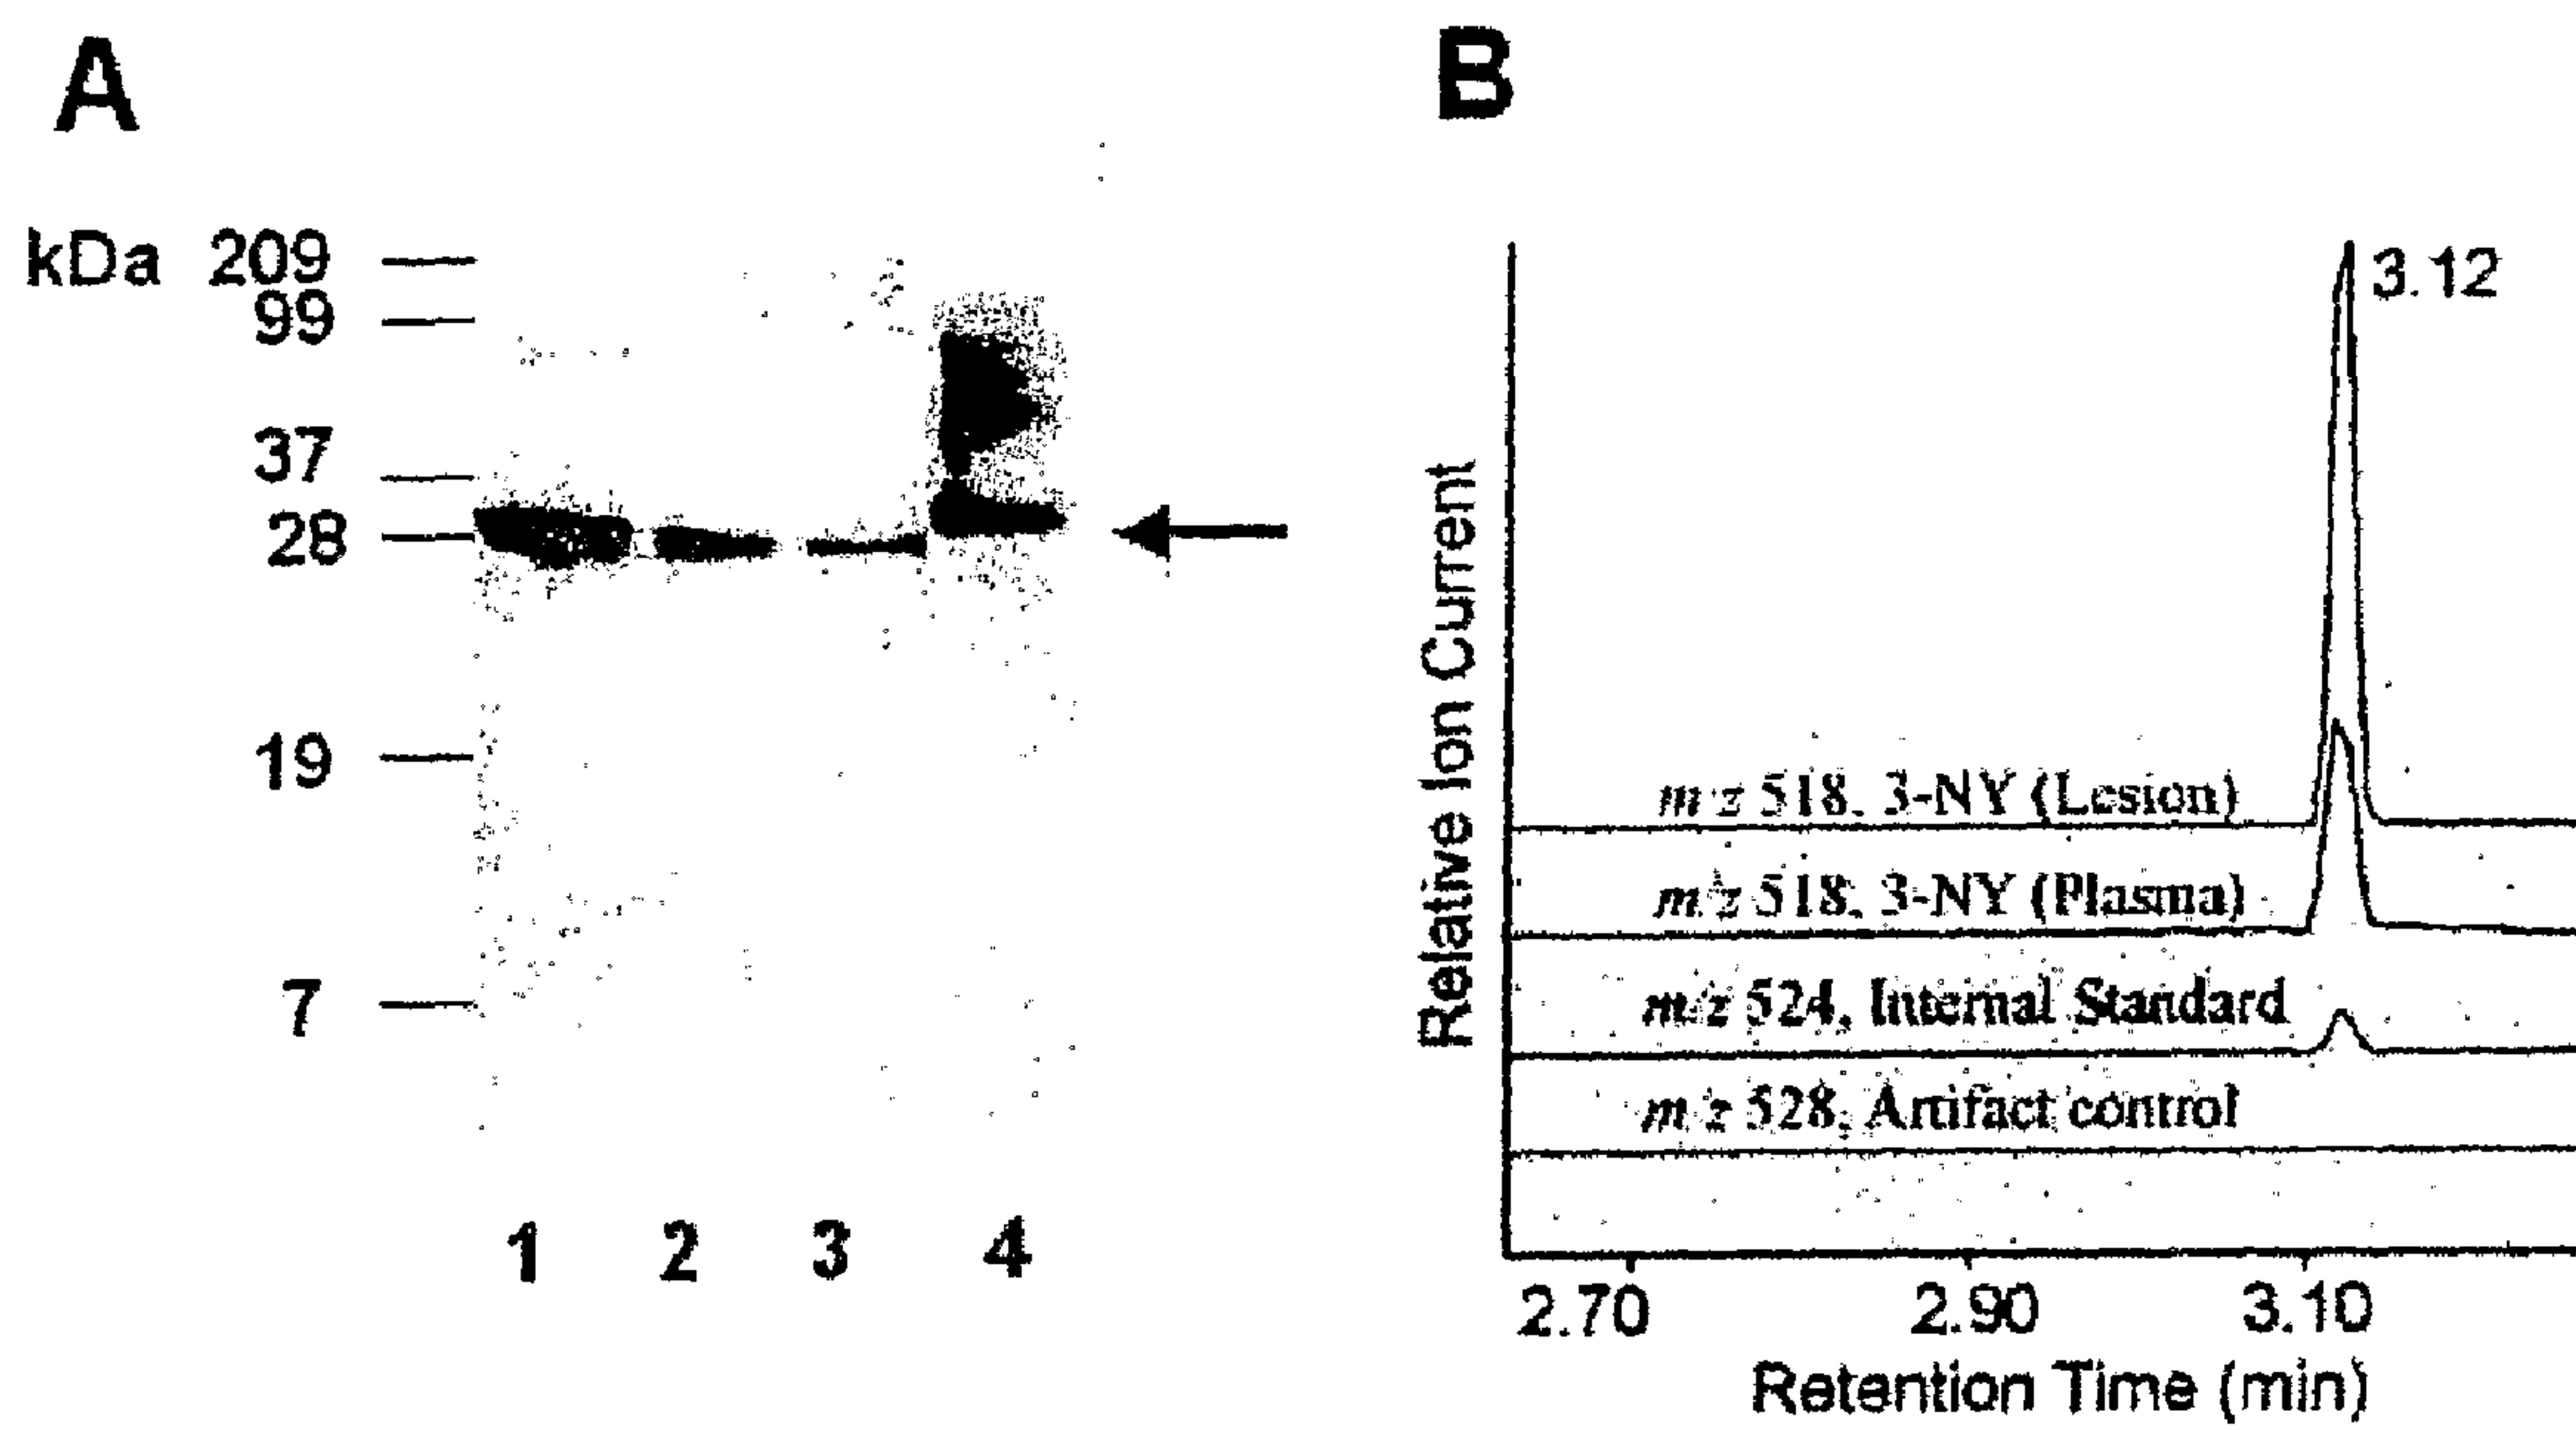 A
kDa 209
99
37
28
19
7
1 2 3 4
B
3.12
Relative Ion Current
m/z 518, 3-NY (Lesion)
m/z 518, 3-NY (Plasma)
m/z 524, Internal Standard
m/z 528, Artifact control
2.70 2.90 3.10
Retention Time (min)